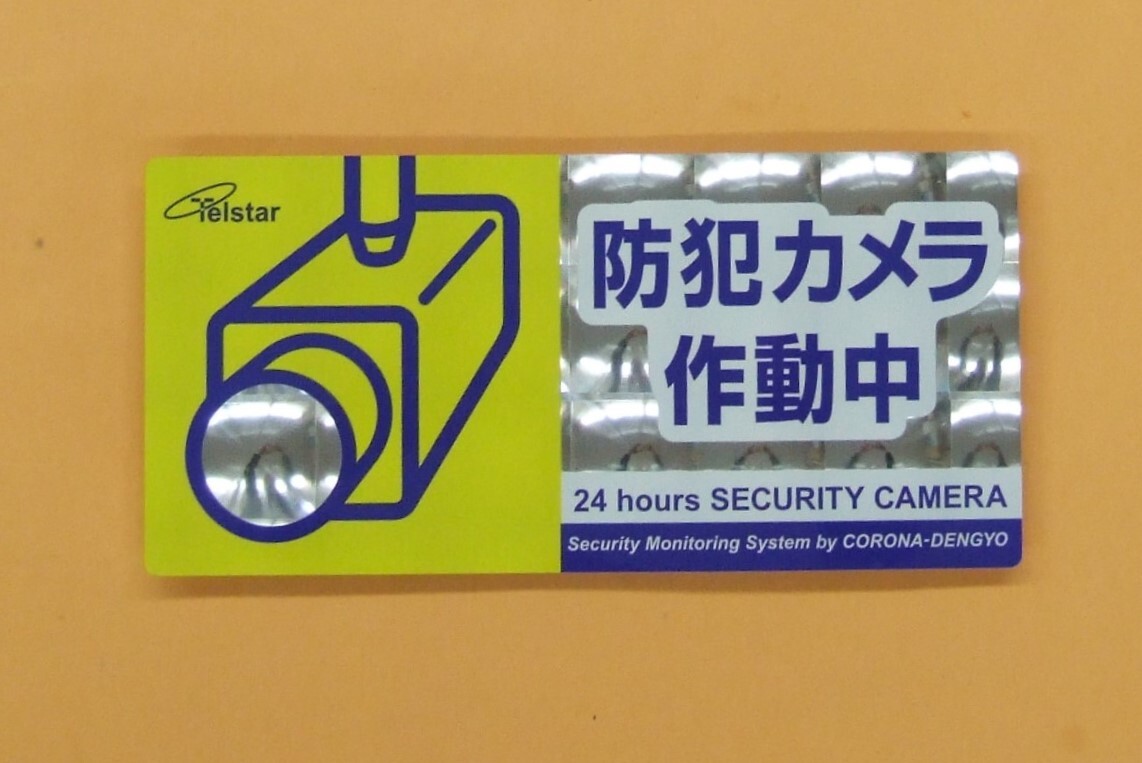 Telstar
防犯カメラ
作動中
24 hours SECURITY CAMERA
Security Monitoring System by CORONA-DENGYO